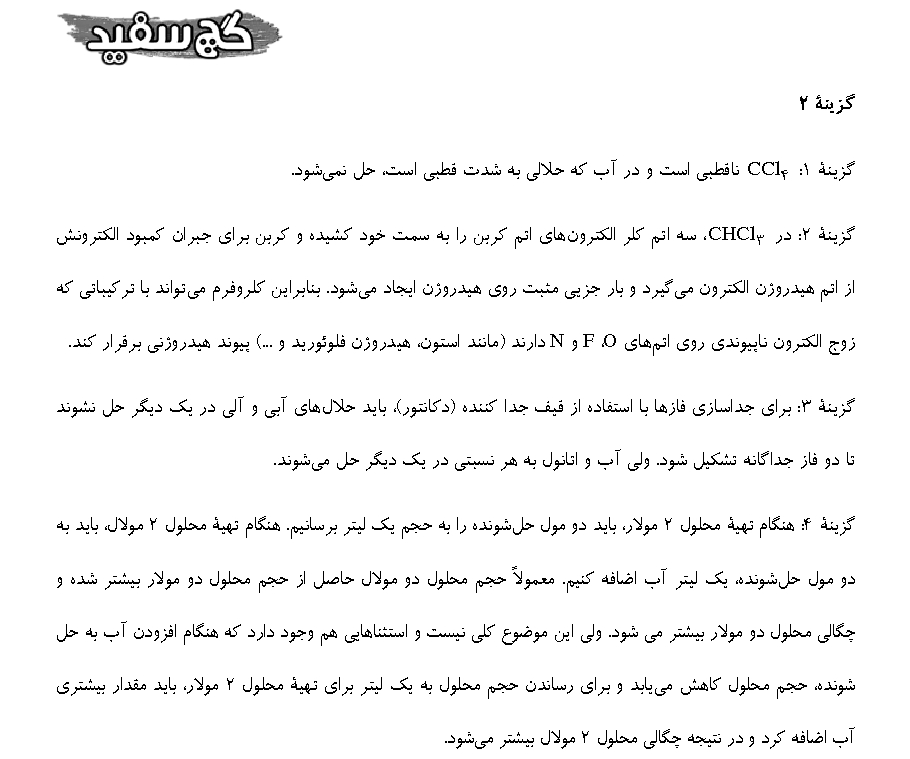 گچ سفید
گزینهٔ ۲
گزینهٔ ۱: CCl₄ ناقطبی است و در آب که حلالی به شدت قطبی است، حل نمی‌شود.
گزینهٔ ۲: در CHCl₃، سه اتم کلر الکترون‌های اتم کربن را به سمت خود کشیده و کربن برای جبران کمبود الکترونش
از اتم هیدروژن الکترون می‌گیرد و بار جزیی مثبت روی هیدروژن ایجاد می‌شود. بنابراین کلروفرم می‌تواند با ترکیباتی که
زوج الکترون ناپیوندی روی اتم‌های F ،O و N دارند (مانند استون، هیدروژن فلوئورید و ...) پیوند هیدروژنی برقرار کند.
گزینهٔ ۳: برای جداسازی فازها با استفاده از قیف جدا کننده (دکانتور)، باید حلال‌های آبی و آلی در یک دیگر حل نشوند
تا دو فاز جداگانه تشکیل شود. ولی آب و اتانول به هر نسبتی در یک دیگر حل می‌شوند.
گزینهٔ ۴: هنگام تهیهٔ محلول ۲ مولار، باید دو مول حل‌شونده را به حجم یک لیتر برسانیم. هنگام تهیهٔ محلول ۲ مولال، باید به
دو مول حل‌شونده، یک لیتر آب اضافه کنیم. معمولاً حجم محلول دو مولال حاصل از حجم محلول دو مولار بیشتر شده و
چگالی محلول دو مولار بیشتر می شود. ولی این موضوع کلی نیست و استثناهایی هم وجود دارد که هنگام افزودن آب به حل
شونده، حجم محلول کاهش می‌یابد و برای رساندن حجم محلول به یک لیتر برای تهیهٔ محلول ۲ مولار، باید مقدار بیشتری
آب اضافه کرد و در نتیجه چگالی محلول ۲ مولال بیشتر می‌شود.